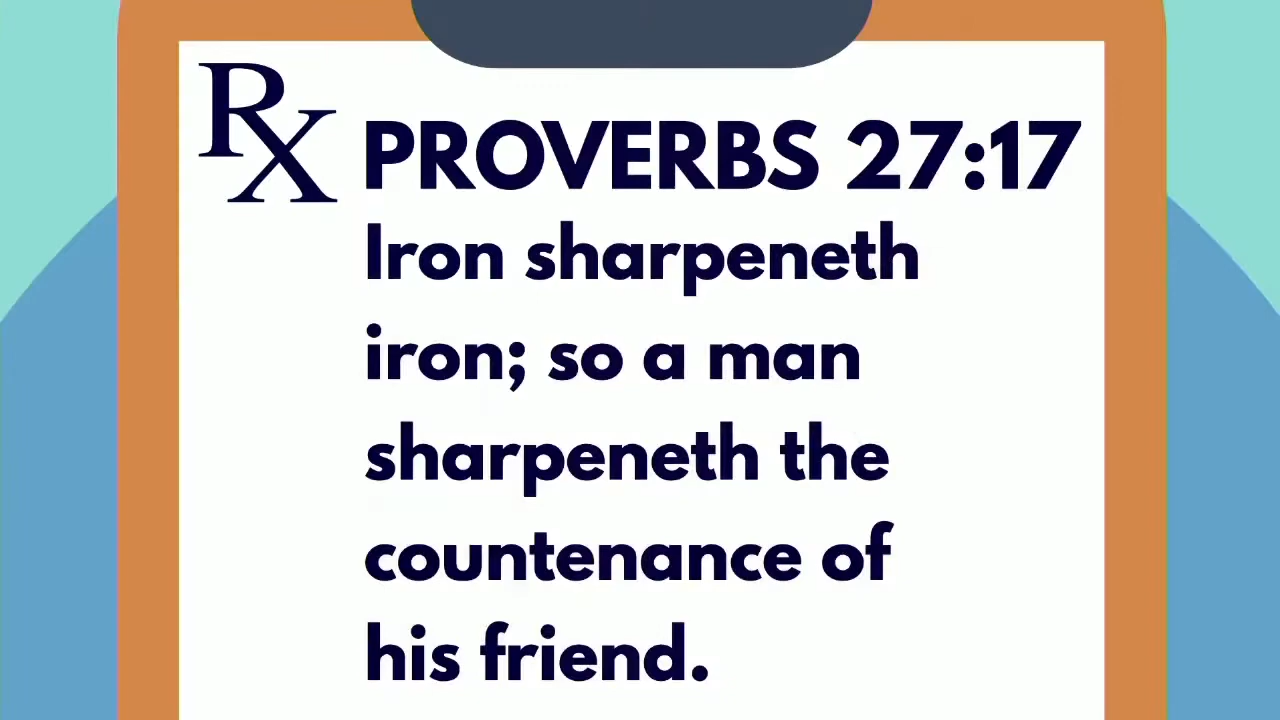 Rx PROVERBS 27:17
Iron sharpeneth
iron; so a man
sharpeneth the
countenance of
his friend.